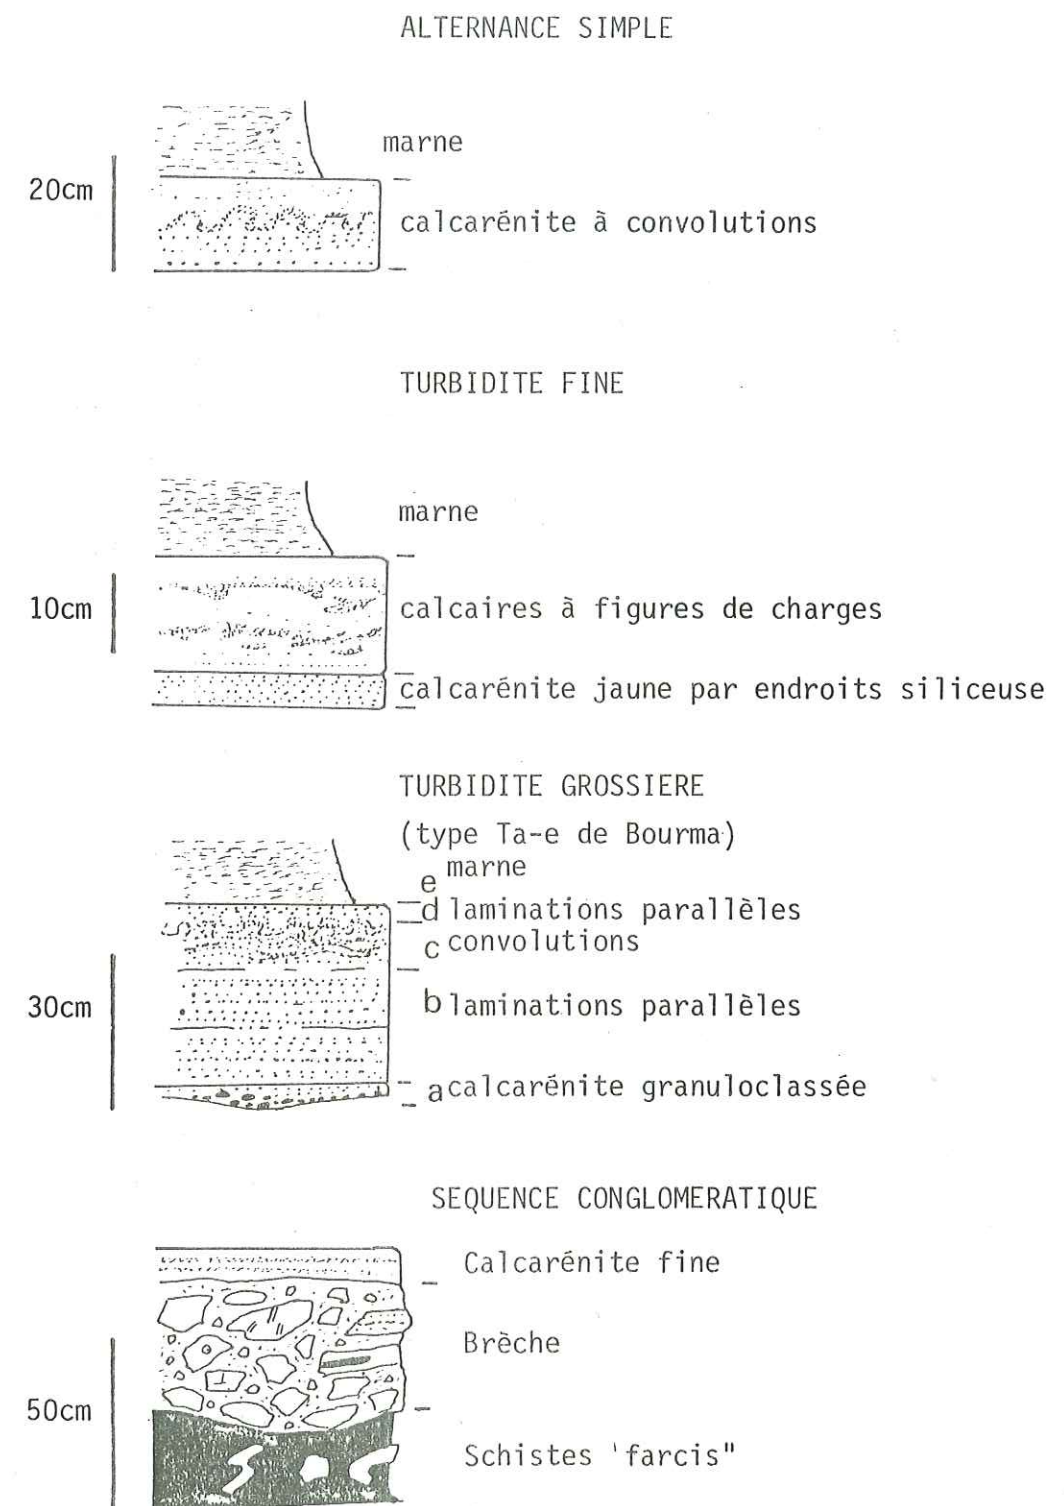 ALTERNANCE SIMPLE
marne
20cm
calcarénite à convolutions
TURBIDITE FINE
marne
10cm
calcaires à figures de charges
calcarénite jaune par endroits siliceuse
TURBIDITE GROSSIERE
(type Ta-e de Bourma)
e marne
d laminations parallèles
c convolutions
30cm
b laminations parallèles
a calcarénite granuloclassée
SEQUENCE CONGLOMERATIQUE
Calcarénite fine
Brèche
50cm
Schistes 'farcis"